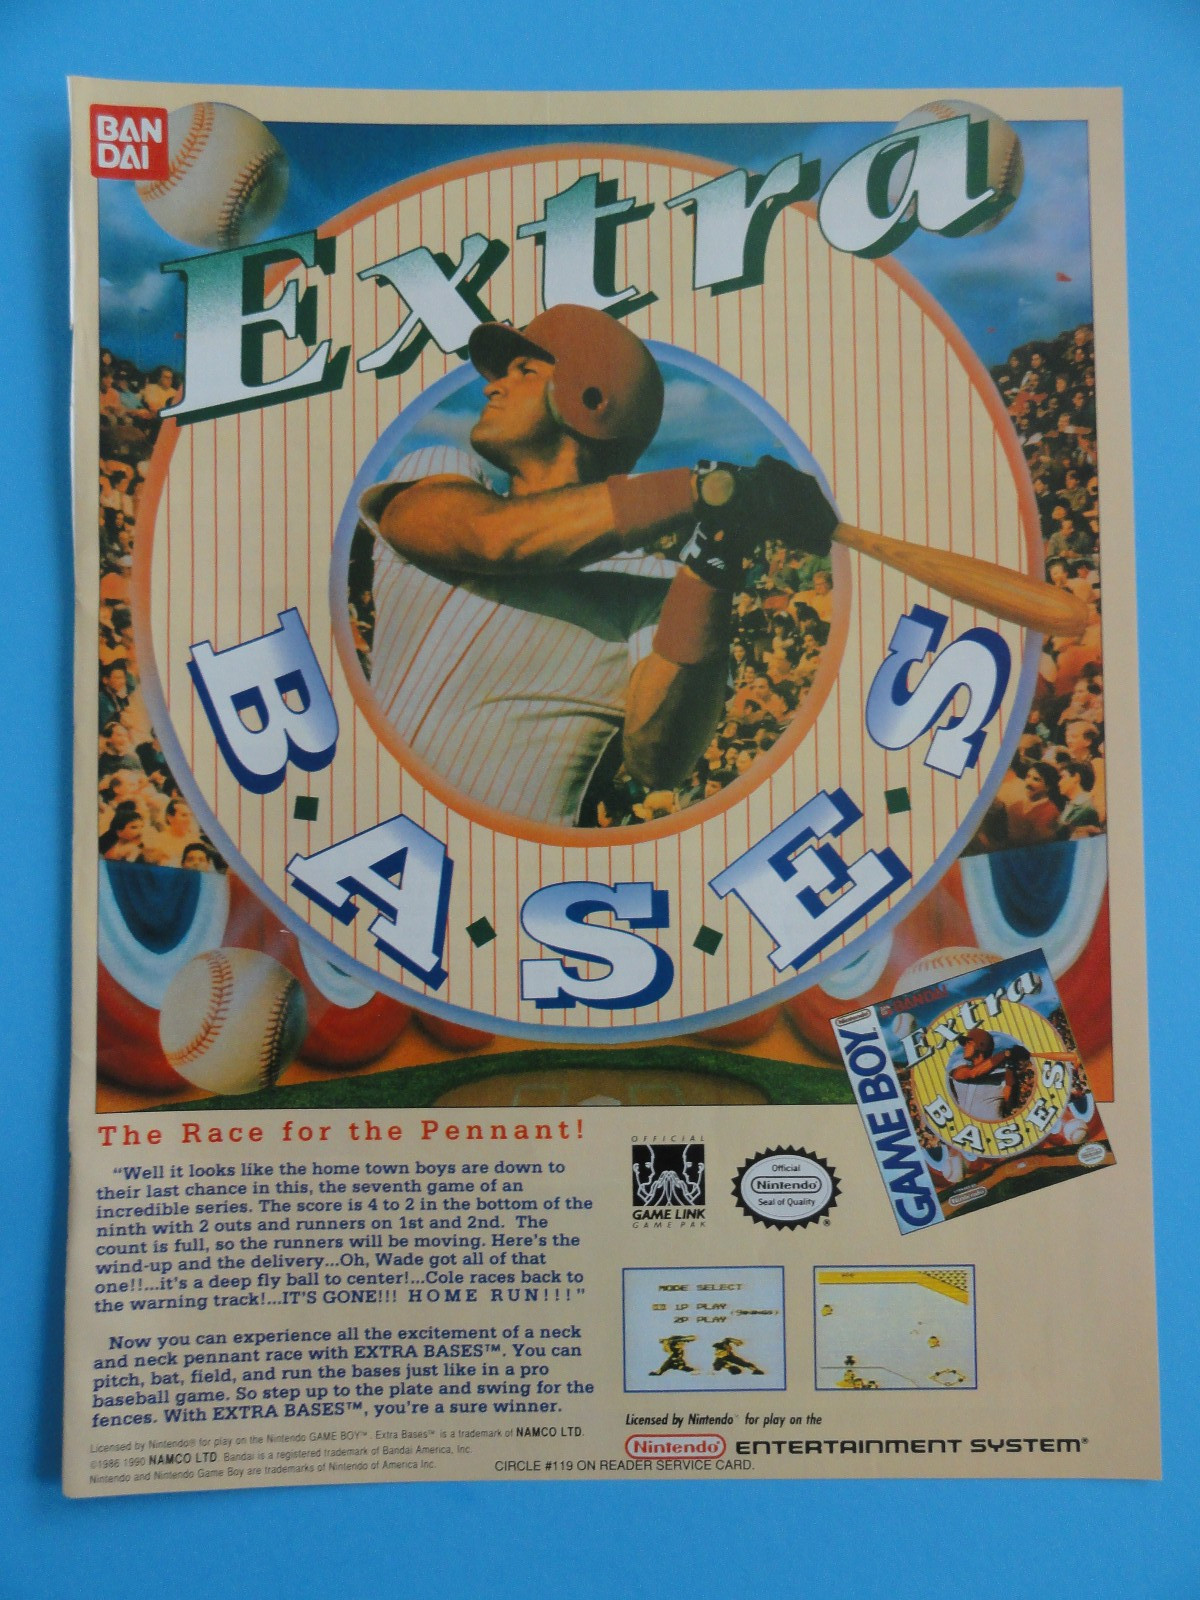 BAN
DAI
Extra
B·A·S·E·S
The Race for the Pennant!
"Well it looks like the home town boys are down to
their last chance in this, the seventh game of an
incredible series. The score is 4 to 2 in the bottom of the
ninth with 2 outs and runners on 1st and 2nd. The
count is full, so the runners will be moving. Here's the
wind-up and the delivery...Oh, Wade got all of that
one!!...it's a deep fly ball to center!...Cole races back to
the warning track!...IT'S GONE!!! HOME RUN!!!"
Now you can experience all the excitement of a neck
and neck pennant race with EXTRA BASES™. You can
pitch, bat, field, and run the bases just like in a pro
baseball game. So step up to the plate and swing for the
fences. With EXTRA BASES™, you're a sure winner.
Licensed by Nintendo® for play on the Nintendo GAME BOY™ Extra Bases™ is a trademark of NAMCO LTD.
©1986 1990 NAMCO LTD. Bandai is a registered trademark of Bandai America, Inc.
Nintendo and Nintendo Game Boy are trademarks of Nintendo of America Inc.
CIRCLE #119 ON READER SERVICE CARD.
OFFICIAL
GAME LINK
GAME PAK
Official
Nintendo
Seal of Quality
®
Nintendo
GAME BOY™
BANDAI
Extra
B·A·S·E·S
MODE SELECT
1P PLAY
2P PLAY
Licensed by Nintendo® for play on the
Nintendo® ENTERTAINMENT SYSTEM®